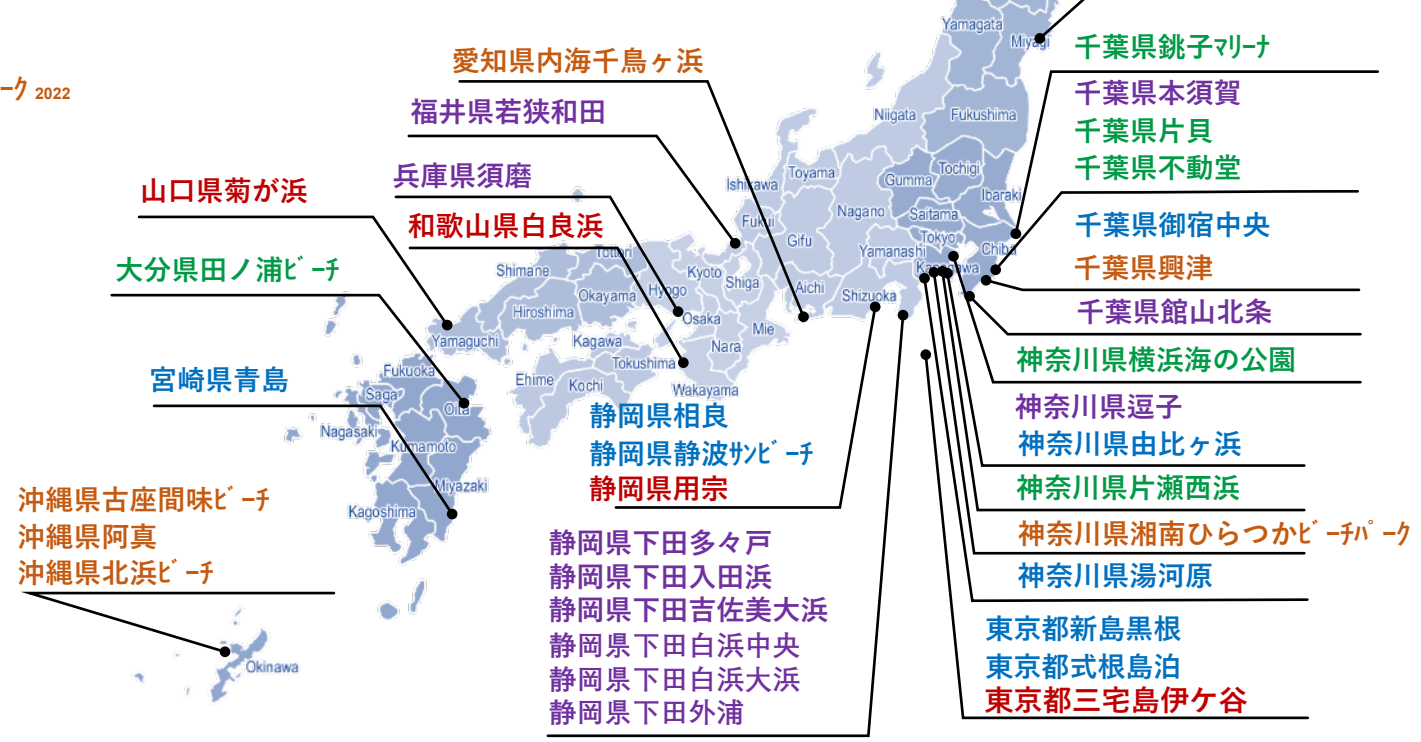 ｰｸ 2022
愛知県内海千鳥ヶ浜
福井県若狭和田
兵庫県須磨
和歌山県白良浜
山口県菊が浜
大分県田ノ浦ﾋﾞｰﾁ
宮崎県青島
沖縄県古座間味ﾋﾞｰﾁ
沖縄県阿真
沖縄県北浜ﾋﾞｰﾁ
静岡県相良
静岡県静波ｻﾝﾋﾞｰﾁ
静岡県用宗
静岡県下田多々戸
静岡県下田入田浜
静岡県下田吉佐美大浜
静岡県下田白浜中央
静岡県下田白浜大浜
静岡県下田外浦
千葉県銚子ﾏﾘｰﾅ
千葉県本須賀
千葉県片貝
千葉県不動堂
千葉県御宿中央
千葉県興津
千葉県館山北条
神奈川県横浜海の公園
神奈川県逗子
神奈川県由比ヶ浜
神奈川県片瀬西浜
神奈川県湘南ひらつかﾋﾞｰﾁﾊﾟｰｸ
神奈川県湯河原
東京都新島黒根
東京都式根島泊
東京都三宅島伊ケ谷
Yamagata
Miyagi
Niigata
Fukushima
Ishikawa
Toyama
Tochigi
Gumma
Ibaraki
Fukui
Nagano
Saitama
Gifu
Yamanashi
Tokyo
Chiba
Tottori
Shimane
Kyoto
Shiga
Aichi
Shizuoka
Okayama
Hyogo
Hiroshima
Osaka
Mie
Yamaguchi
Kagawa
Nara
Tokushima
Fukuoka
Ehime
Kochi
Wakayama
Saga
Oita
Nagasaki
Kumamoto
Miyazaki
Kagoshima
Okinawa